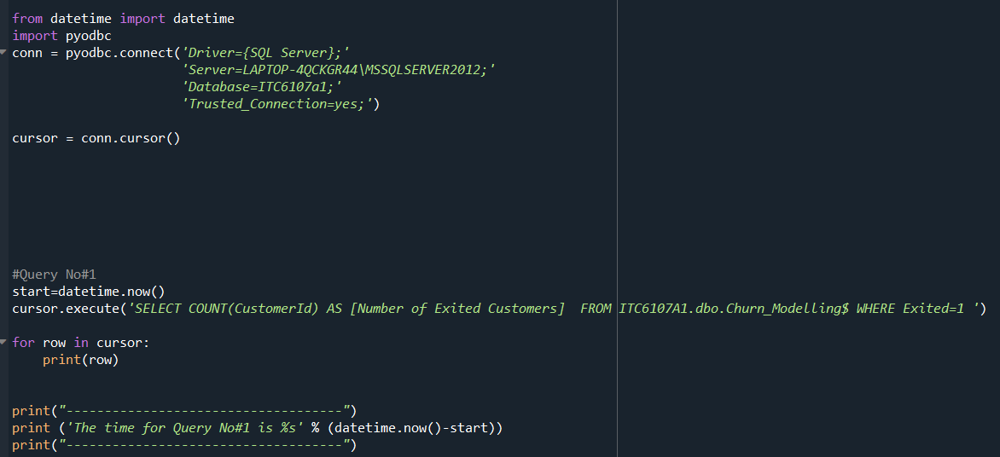 from datetime import datetime
import pyodbc
conn = pyodbc.connect('Driver={SQL Server};'
                      'Server=LAPTOP-4QCKGR44\MSSQLSERVER2012;'
                      'Database=ITC6107a1;'
                      'Trusted_Connection=yes;')
cursor = conn.cursor()
#Query No#1
start=datetime.now()
cursor.execute('SELECT COUNT(CustomerId) AS [Number of Exited Customers]  FROM ITC6107A1.dbo.Churn_Modelling$ WHERE Exited=1 ')
for row in cursor:
    print(row)
print("------------------------------------")
print ('The time for Query No#1 is %s' % (datetime.now()-start))
print("------------------------------------")